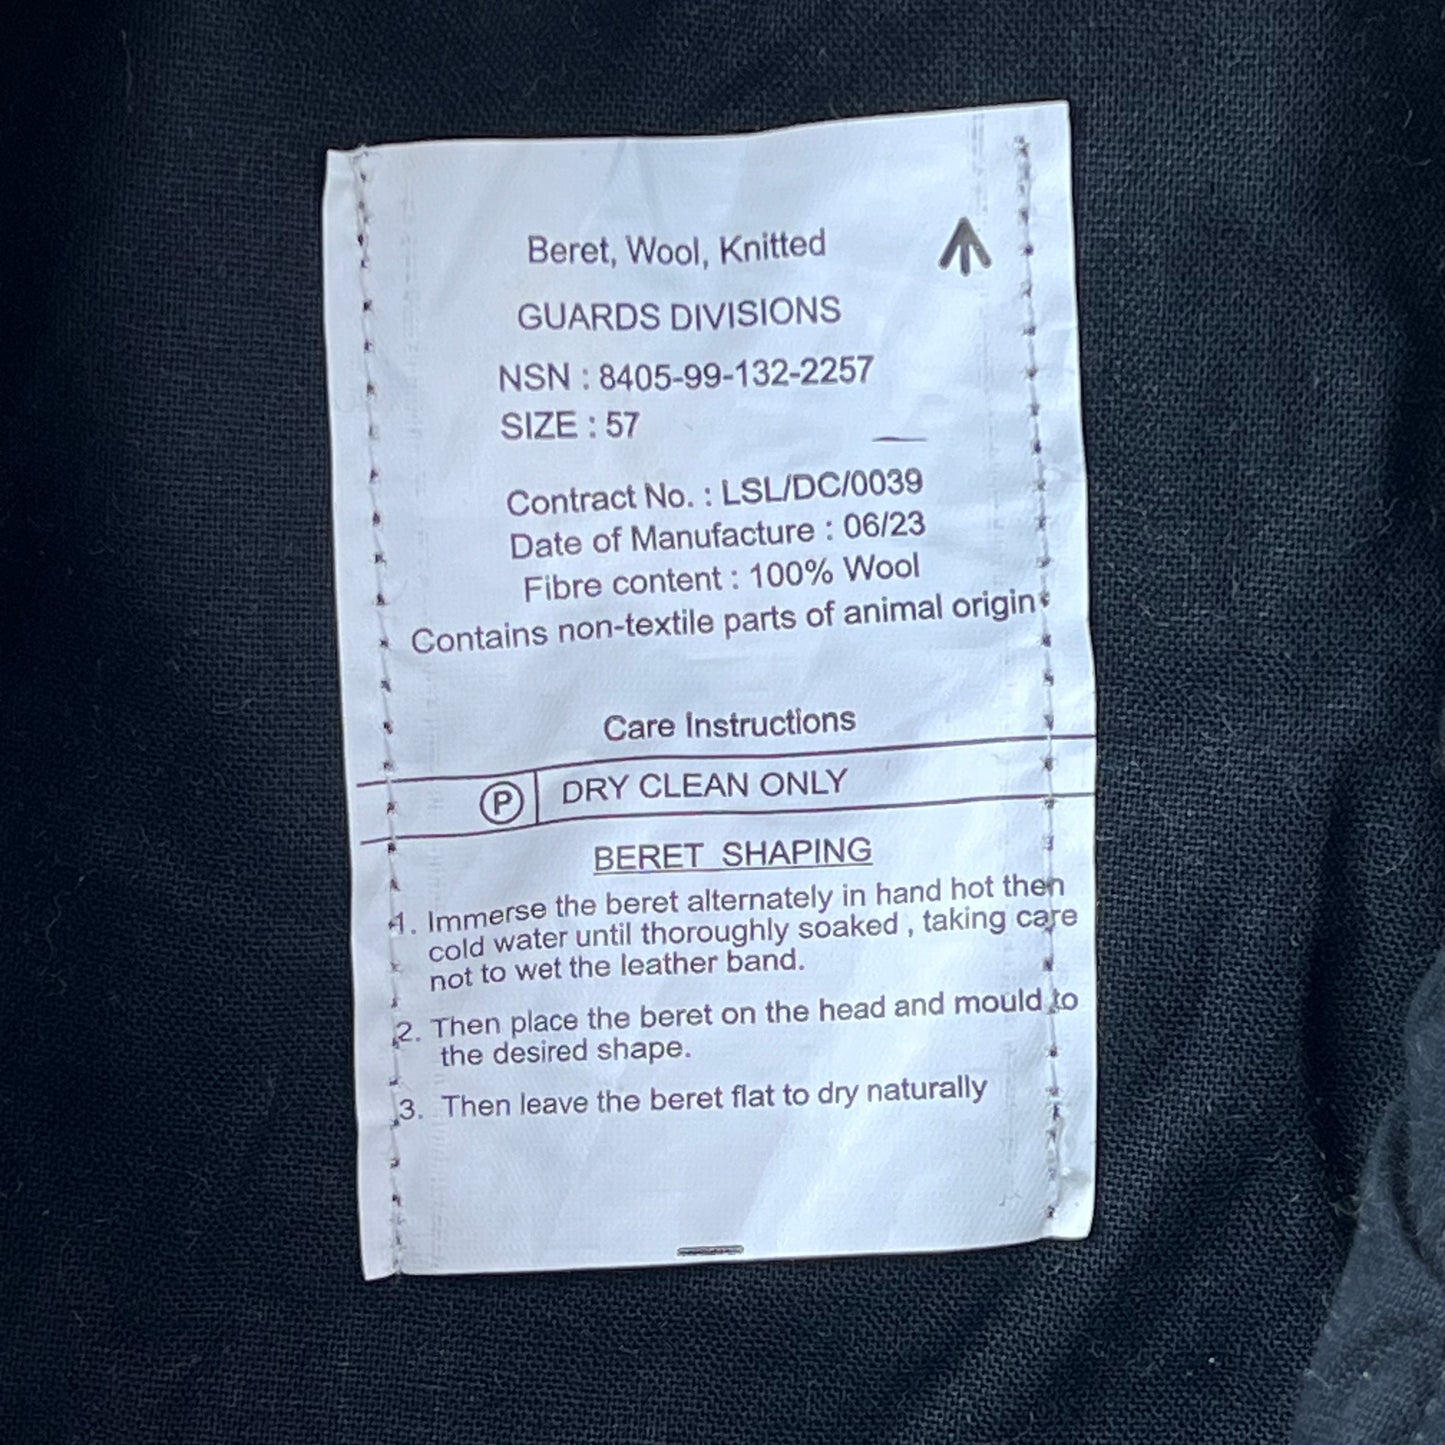 Beret, Wool, Knitted
GUARDS DIVISIONS
NSN : 8405-99-132-2257
SIZE : 57
Contract No. : LSL/DC/0039
Date of Manufacture : 06/23
Fibre content : 100% Wool
Contains non-textile parts of animal origin
Care Instructions
P DRY CLEAN ONLY
BERET SHAPING
1. Immerse the beret alternately in hand hot then
cold water until thoroughly soaked , taking care
not to wet the leather band.
2. Then place the beret on the head and mould to
the desired shape.
3. Then leave the beret flat to dry naturally